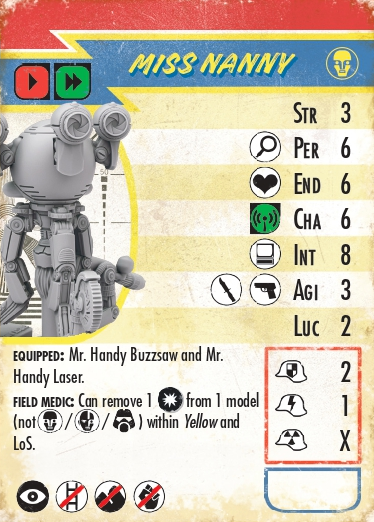 MISS NANNY
STR 3
PER 6
END 6
CHA 6
INT 8
AGI 3
LUC 2
EQUIPPED: Mr. Handy Buzzsaw and Mr.
Handy Laser.
FIELD MEDIC: Can remove 1 from 1 model
(not / / ) within Yellow and
LoS.
2
1
X
50